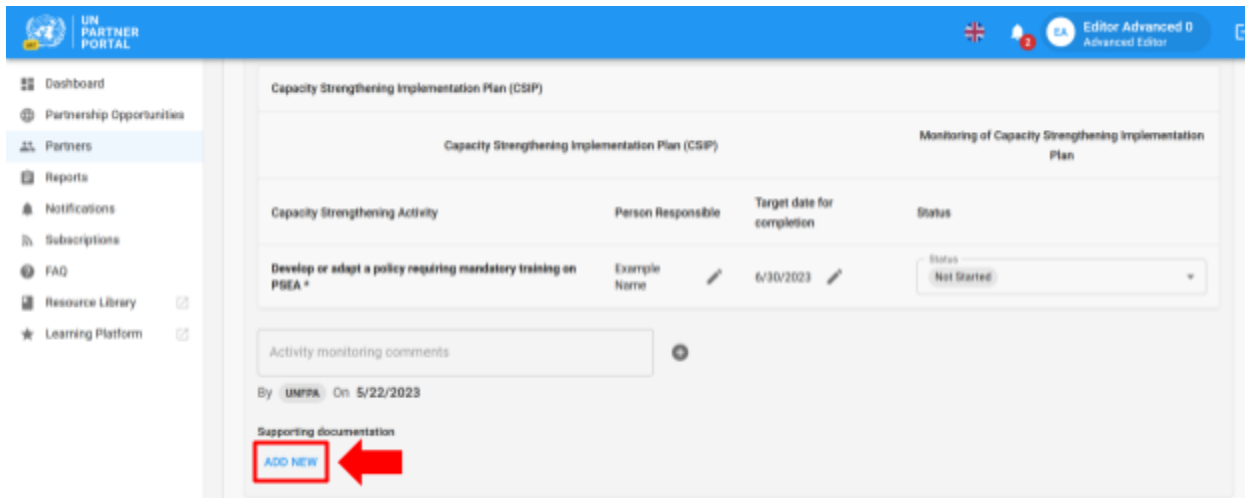 UN
PARTNER
PORTAL
EA
Editor Advanced 0
Advanced Editor
2
Dashboard
Partnership Opportunities
Partners
Reports
Notifications
Subscriptions
FAQ
Resource Library
Learning Platform
Capacity Strengthening Implementation Plan (CSIP)
Capacity Strengthening Implementation Plan (CSIP)
Monitoring of Capacity Strengthening Implementation
Plan
Capacity Strengthening Activity
Person Responsible
Target date for
completion
Status
Develop or adapt a policy requiring mandatory training on
PSEA *
Example
Name
6/30/2023
Status
Not Started
Activity monitoring comments
By UNFPA On 5/22/2023
Supporting documentation
ADD NEW